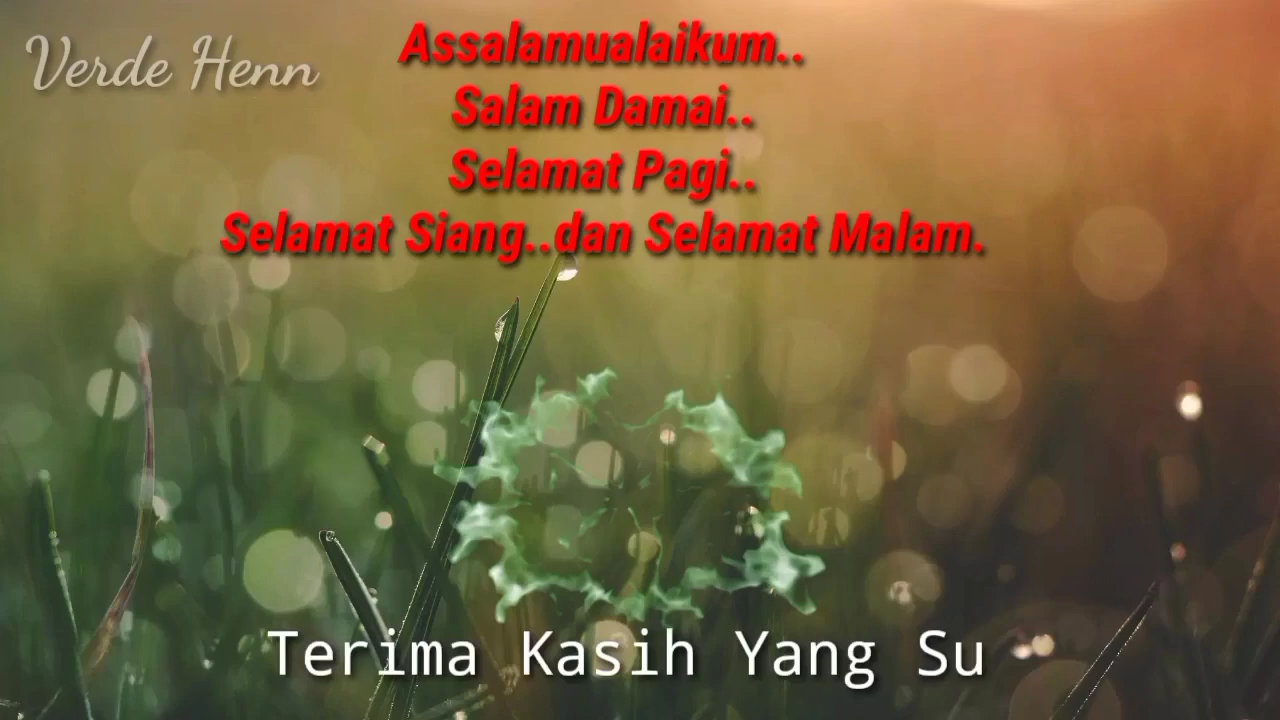 Verde Henn
Assalamualaikum..
Salam Damai..
Selamat Pagi..
Selamat Siang..dan Selamat Malam.
Terima Kasih Yang Su